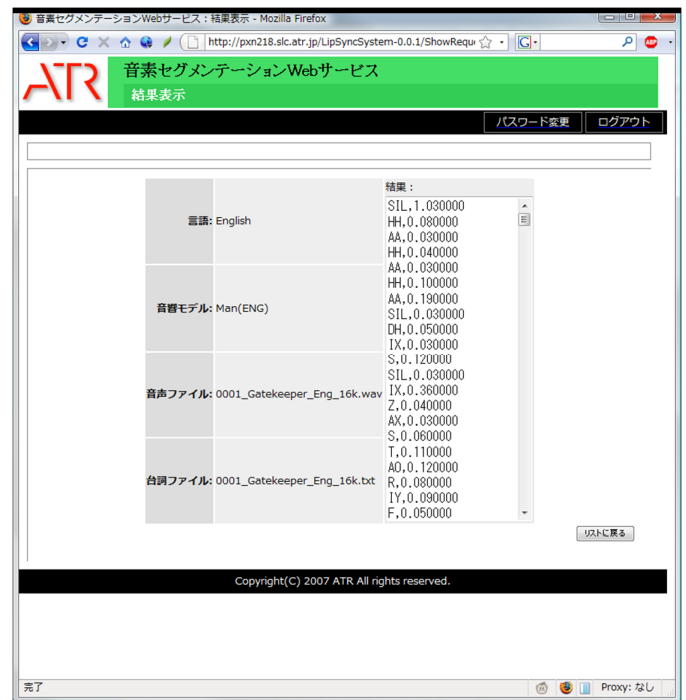 音素セグメンテーションWebサービス：結果表示 - Mozilla Firefox
http://pxn218.slc.atr.jp/LipSyncSystem-0.0.1/ShowReque
G
ABP
ATR
音素セグメンテーションWebサービス
結果表示
パスワード変更 ログアウト
結果：
言語: English
音響モデル: Man(ENG)
音声ファイル: 0001_Gatekeeper_Eng_16k.wav
台詞ファイル: 0001_Gatekeeper_Eng_16k.txt
SIL,1.030000
HH,0.080000
AA,0.030000
HH,0.040000
AA,0.030000
HH,0.100000
AA,0.190000
SIL,0.030000
DH,0.050000
IX,0.030000
S,0.120000
SIL,0.030000
IX,0.360000
Z,0.040000
AX,0.030000
S,0.060000
T,0.110000
AO,0.120000
R,0.080000
IY,0.090000
F,0.050000
リストに戻る
Copyright(C) 2007 ATR All rights reserved.
完了
Proxy: なし